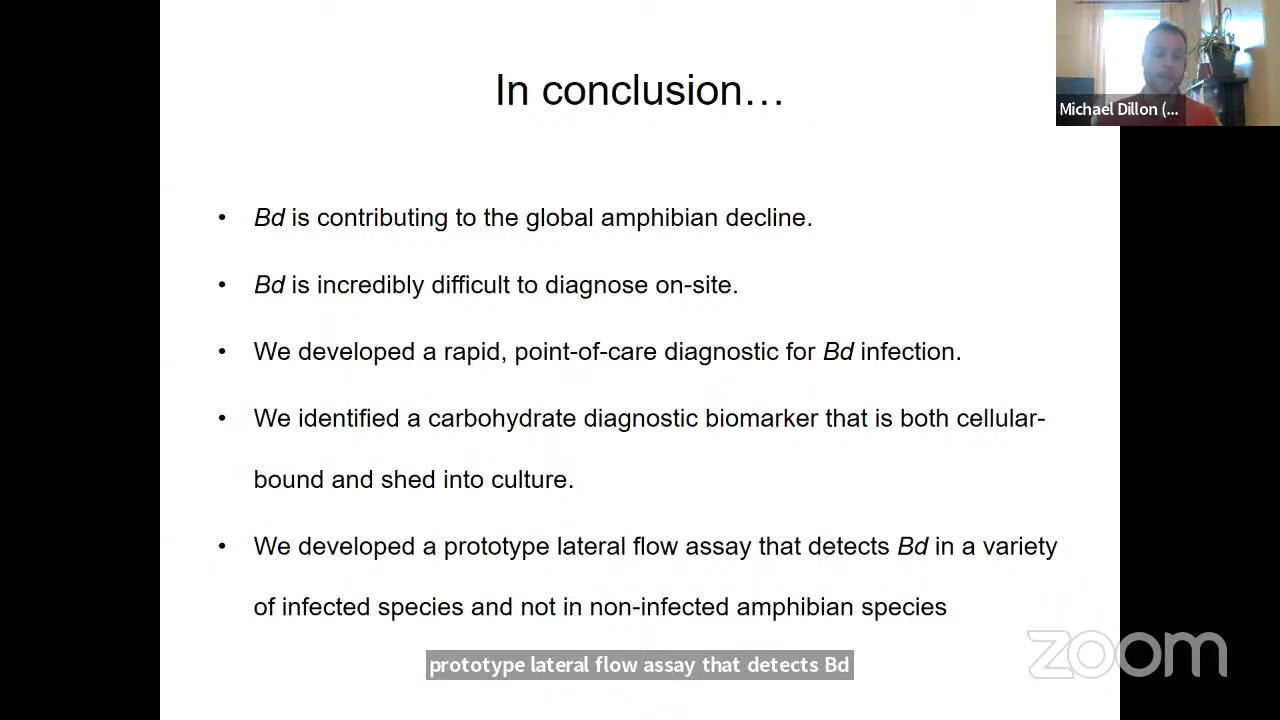 In conclusion…
Michael Dillon (...
• Bd is contributing to the global amphibian decline.
• Bd is incredibly difficult to diagnose on-site.
• We developed a rapid, point-of-care diagnostic for Bd infection.
• We identified a carbohydrate diagnostic biomarker that is both cellular-
bound and shed into culture.
• We developed a prototype lateral flow assay that detects Bd in a variety
of infected species and not in non-infected amphibian species
zoom
prototype lateral flow assay that detects Bd